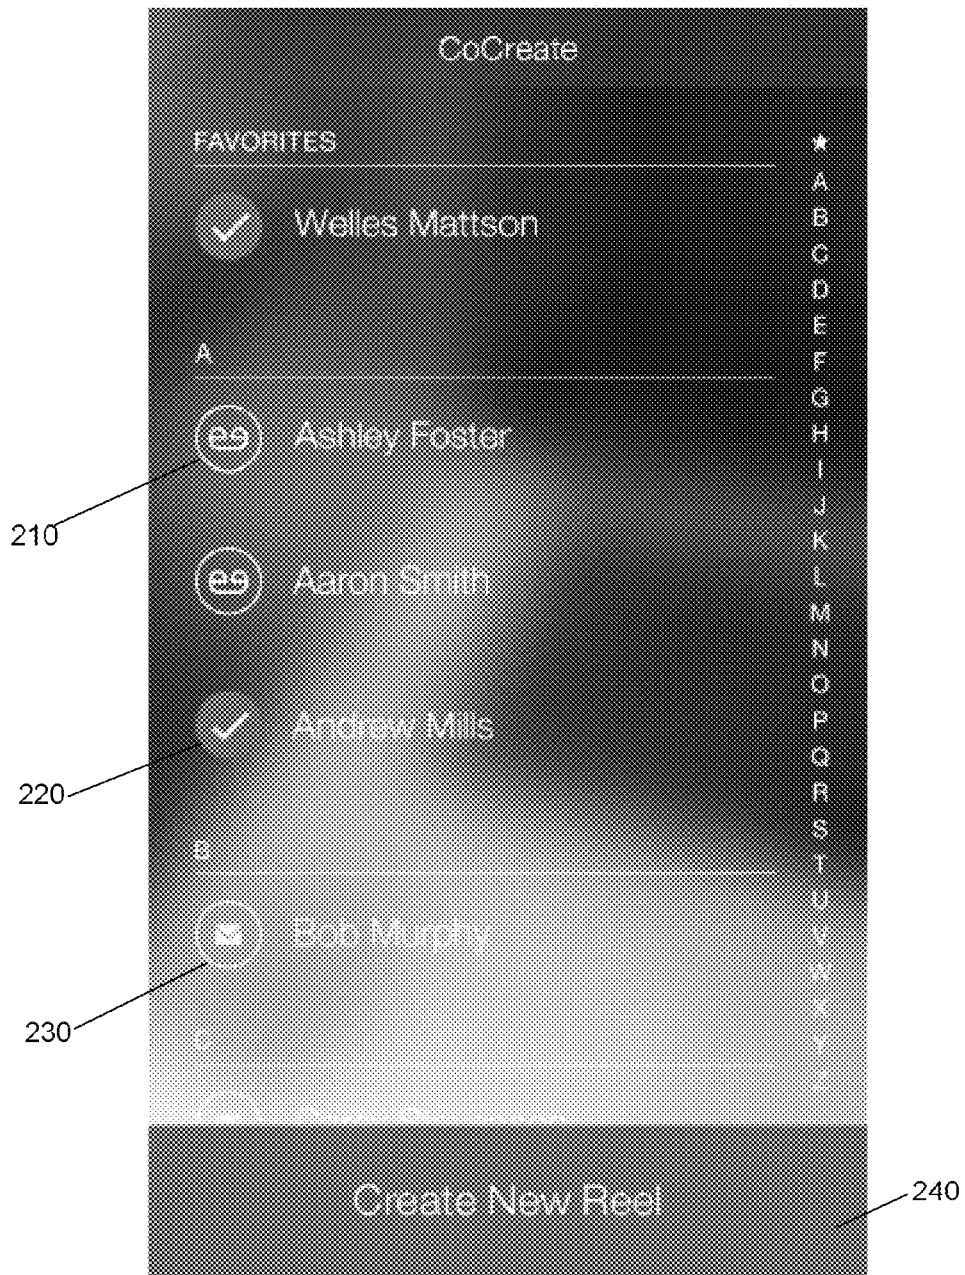 CoCreate
FAVORITES
★
Welles Mattson
A
Ashley Foster
210
Aaron Smith
Andrew Mills
220
B
Bob Murphy
230
C
A
B
C
D
E
F
G
H
I
J
K
L
M
N
O
P
Q
R
S
T
U
V
W
X
Y
Z
Create New Reel
240